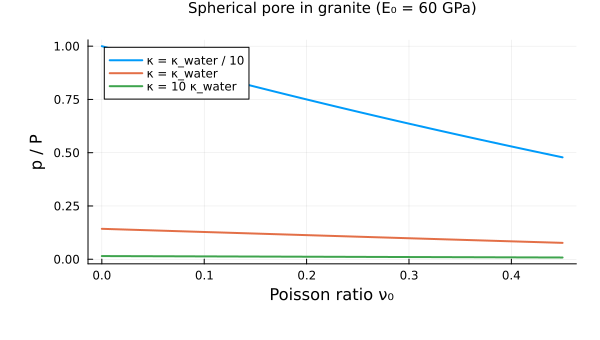 Spherical pore in granite (E₀ = 60 GPa)
1.00
0.75
0.50
0.25
0.00
p / P
κ = κ_water / 10
κ = κ_water
κ = 10 κ_water
0.0 0.1 0.2 0.3 0.4
Poisson ratio ν₀